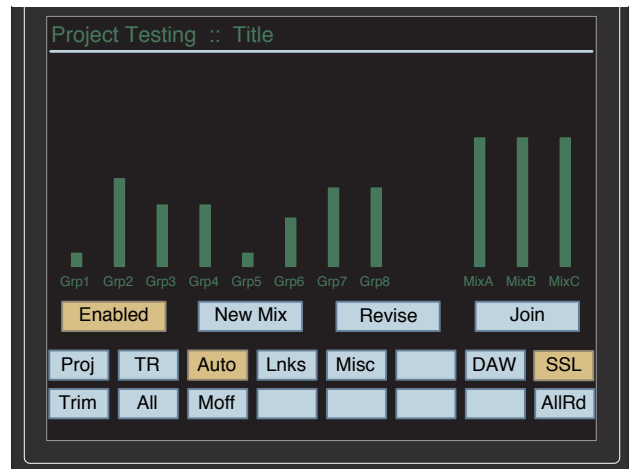 Project Testing :: Title
Grp1 Grp2 Grp3 Grp4 Grp5 Grp6 Grp7 Grp8 MixA MixB MixC
Enabled New Mix Revise Join
Proj TR Auto Lnks Misc DAW SSL
Trim All Moff AllRd